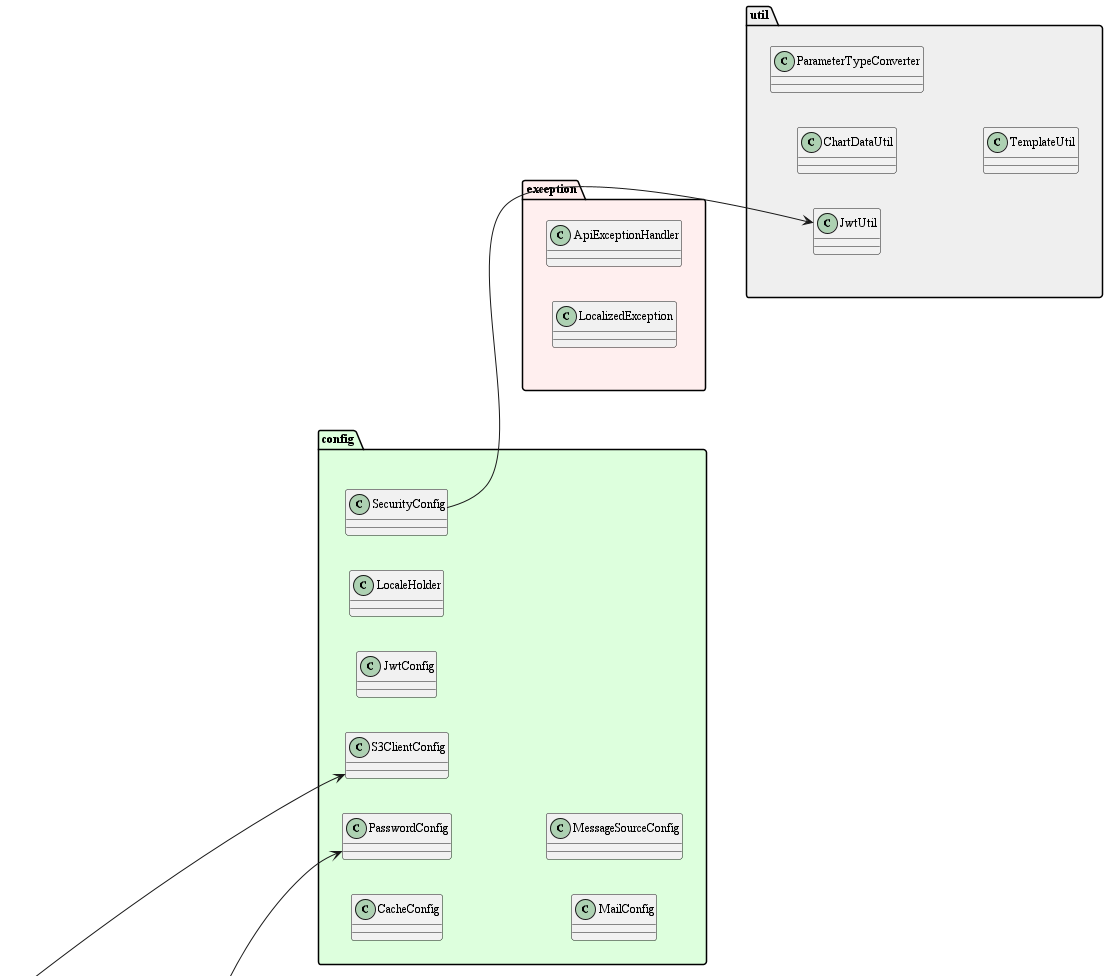 util
C ParameterTypeConverter
C ChartDataUtil
C TemplateUtil
C JwtUtil
exception
C ApiExceptionHandler
C LocalizedException
config
C SecurityConfig
C LocaleHolder
C JwtConfig
C S3ClientConfig
C PasswordConfig
C MessageSourceConfig
C CacheConfig
C MailConfig